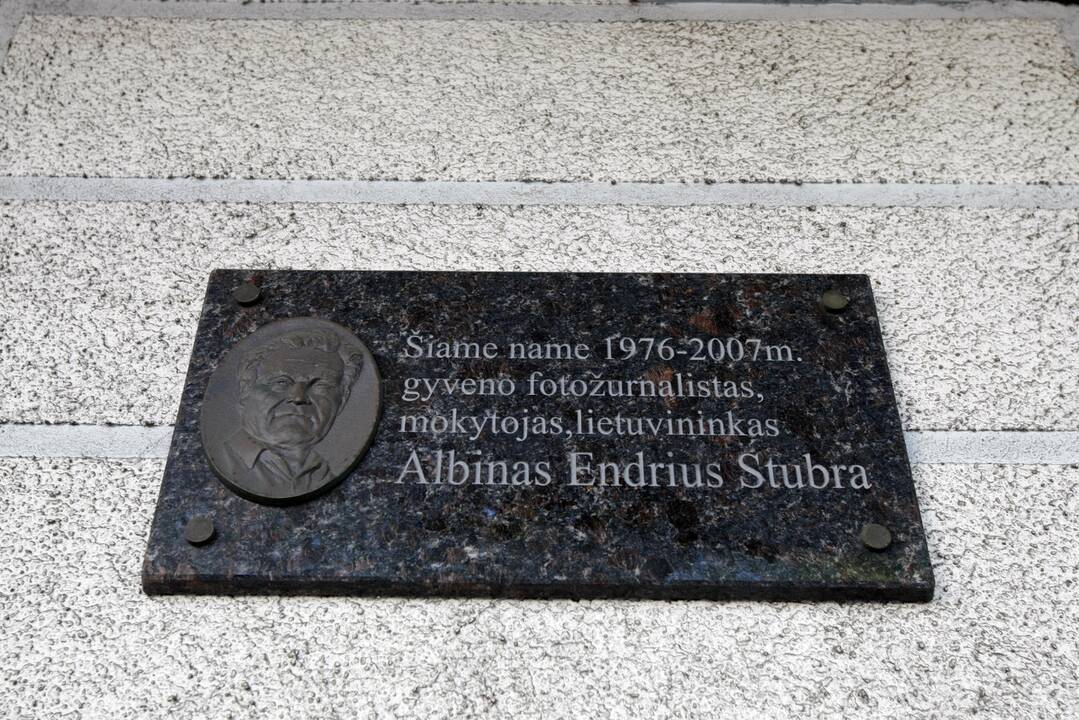 Šiame name 1976-2007m.
gyveno fotožurnalistas,
mokytojas,lietuvininkas
Albinas Endrius Stubra